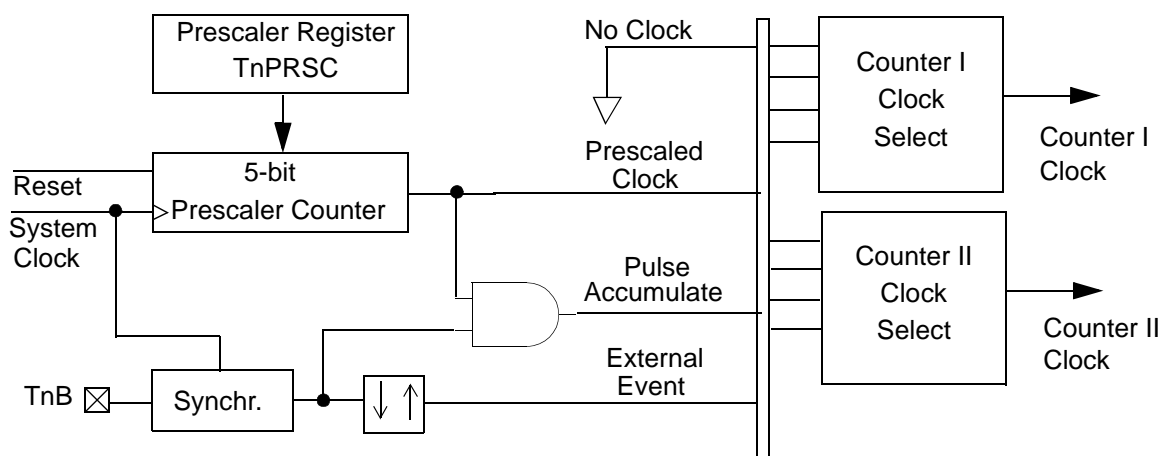 Prescaler Register
TnPRSC
No Clock
Counter I
Clock
Select
Counter I
Clock
Reset
5-bit
Prescaler Counter
Prescaled
Clock
System
Clock
Counter II
Clock
Select
Counter II
Clock
Pulse
Accumulate
External
Event
TnB
Synchr.